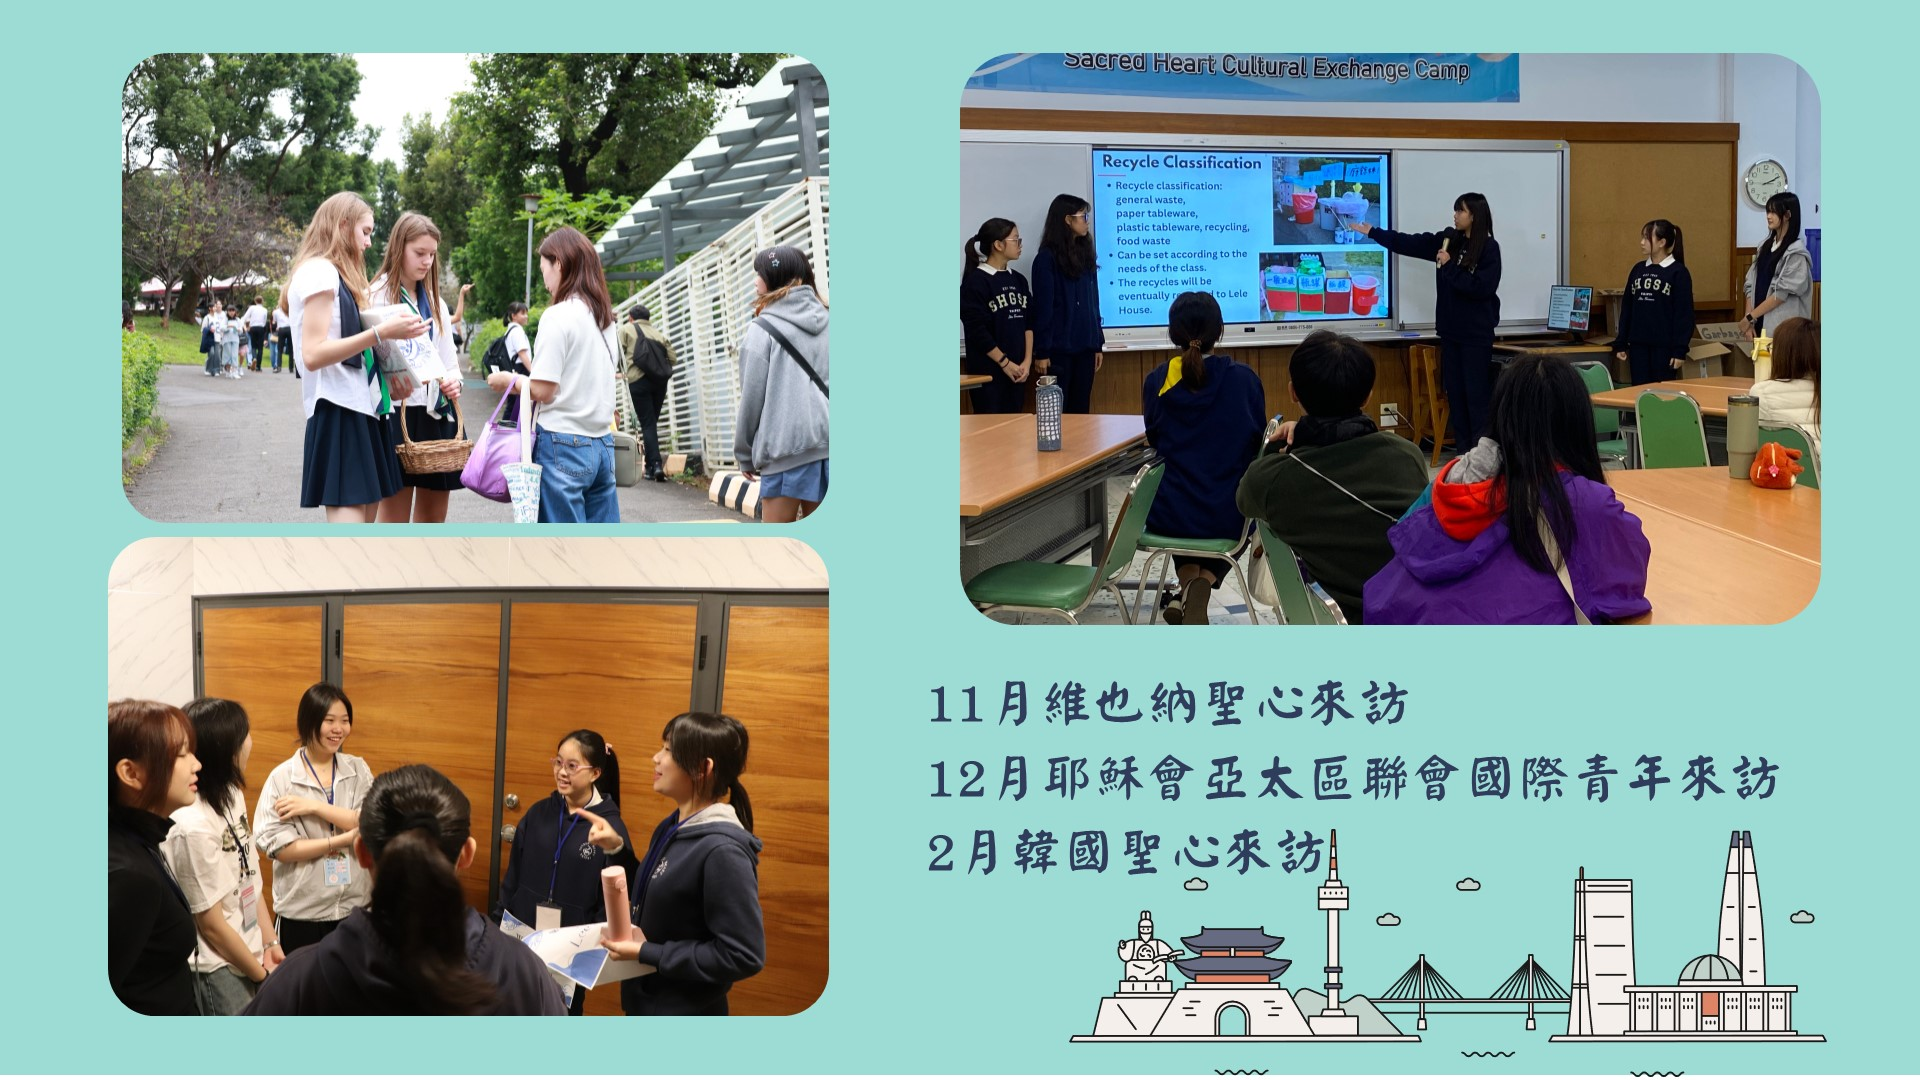 Sacred Heart Cultural Exchange Camp
Recycle Classification
• Recycle classification:
general waste,
paper tableware,
plastic tableware, recycling,
food waste
• Can be set according to the
needs of the class.
• The recycles will be
eventually to Lele
House.
SHGSH
SHGSH
Garbage
11月維也納聖心來訪
12月耶穌會亞太區聯會國際青年來訪
2月韓國聖心來訪